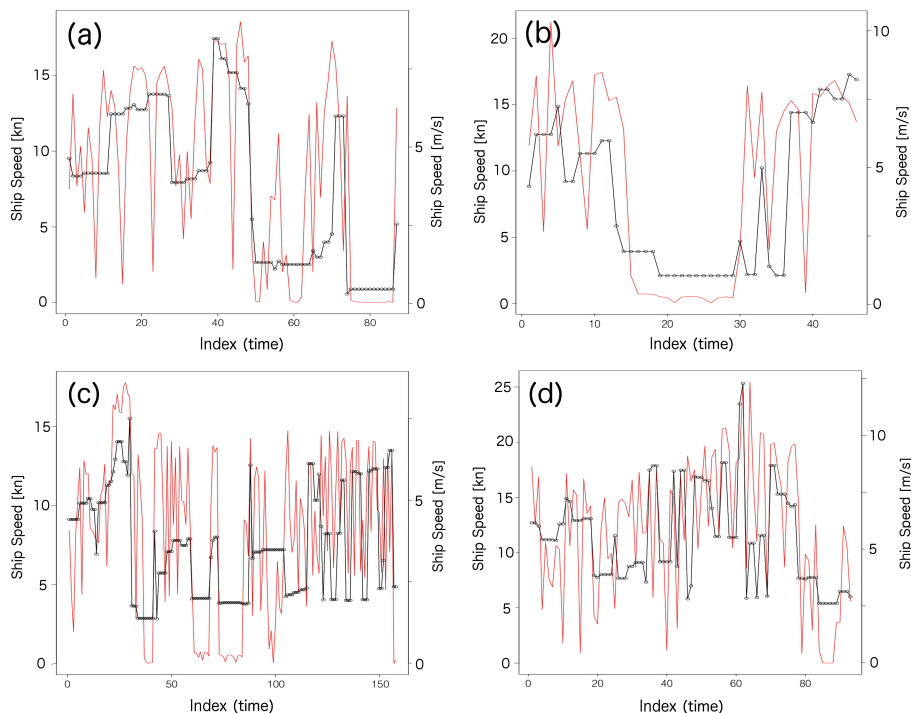 (a)
15
10
5
0
Ship Speed [kn]
5
0
Ship Speed [m/s]
0 20 40 60 80
Index (time)
(b)
20
15
10
5
0
Ship Speed [kn]
10
5
0
Ship Speed [m/s]
0 10 20 30 40
Index (time)
(c)
15
10
5
0
Ship Speed [kn]
5
0
Ship Speed [m/s]
0 50 100 150
Index (time)
(d)
25
20
15
10
5
0
Ship Speed [kn]
10
5
0
Ship Speed [m/s]
0 20 40 60 80
Index (time)